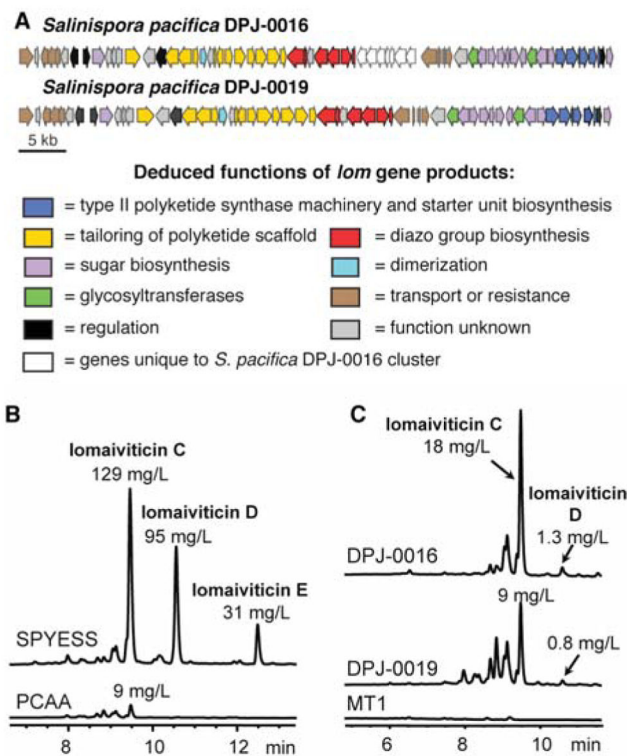 A Salinispora pacifica DPJ-0016
Salinispora pacifica DPJ-0019
5 kb
Deduced functions of lom gene products:
= type II polyketide synthase machinery and starter unit biosynthesis
= tailoring of polyketide scaffold = diazo group biosynthesis
= sugar biosynthesis = dimerization
= glycosyltransferases = transport or resistance
= regulation = function unknown
= genes unique to S. pacifica DPJ-0016 cluster
B
lomaiviticin C
129 mg/L
lomaiviticin D
95 mg/L
lomaiviticin E
31 mg/L
SPYESS
PCAA
9 mg/L
8 10 12 min
C
lomaiviticin C
18 mg/L
lomaiviticin
D
1.3 mg/L
DPJ-0016
9 mg/L
0.8 mg/L
DPJ-0019
MT1
6 8 10 min